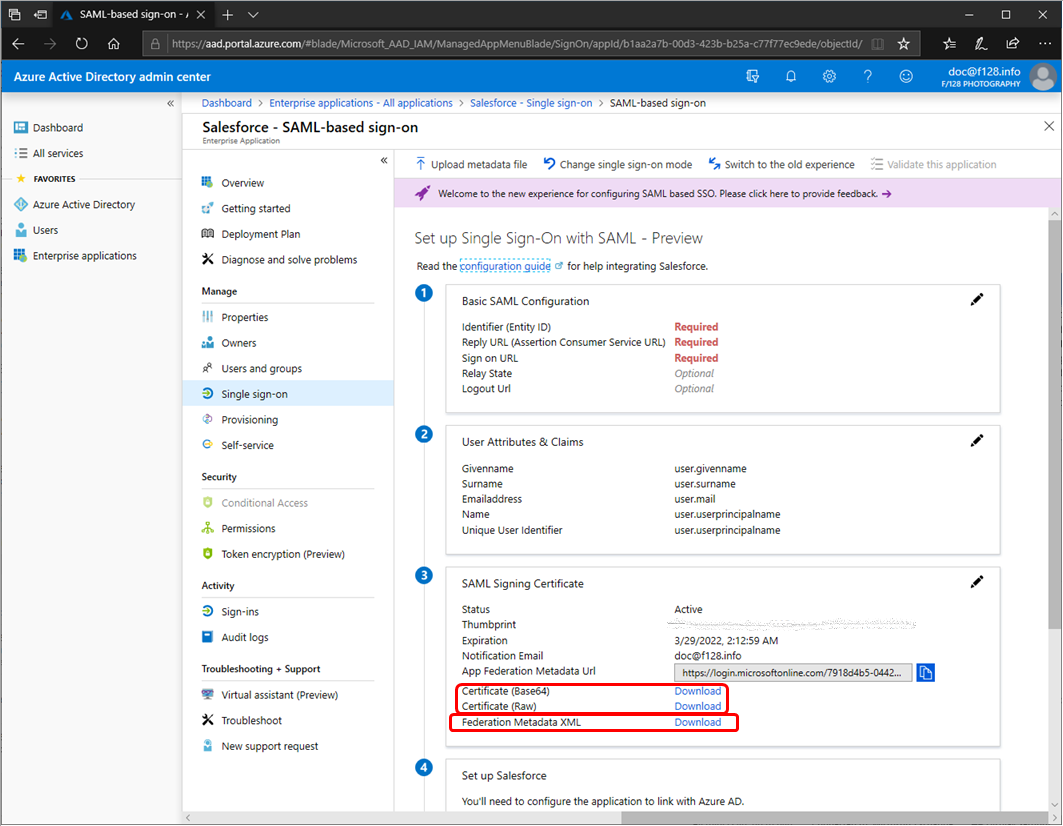 SAML-based sign-on - A
https://aad.portal.azure.com/#blade/Microsoft_AAD_IAM/ManagedAppMenuBlade/SignOn/appId/b1aa2a7b-00d3-423b-b25a-c77f77ec9ede/objectId/
Azure Active Directory admin center
doc@f128.info
F/128 PHOTOGRAPHY
Dashboard
All services
FAVORITES
Azure Active Directory
Users
Enterprise applications
Dashboard > Enterprise applications - All applications > Salesforce - Single sign-on > SAML-based sign-on
Salesforce - SAML-based sign-on
Enterprise Application
Overview
Getting started
Deployment Plan
Diagnose and solve problems
Manage
Properties
Owners
Users and groups
Single sign-on
Provisioning
Self-service
Security
Conditional Access
Permissions
Token encryption (Preview)
Activity
Sign-ins
Audit logs
Troubleshooting + Support
Virtual assistant (Preview)
Troubleshoot
New support request
Upload metadata file Change single sign-on mode Switch to the old experience Validate this application
Welcome to the new experience for configuring SAML based SSO. Please click here to provide feedback. →
Set up Single Sign-On with SAML - Preview
Read the configuration guide for help integrating Salesforce.
1
Basic SAML Configuration
Identifier (Entity ID) Required
Reply URL (Assertion Consumer Service URL) Required
Sign on URL Required
Relay State Optional
Logout Url Optional
2
User Attributes & Claims
Givenname user.givenname
Surname user.surname
Emailaddress user.mail
Name user.userprincipalname
Unique User Identifier user.userprincipalname
3
SAML Signing Certificate
Status Active
Thumbprint
Expiration 3/29/2022, 2:12:59 AM
Notification Email doc@f128.info
App Federation Metadata Url https://login.microsoftonline.com/7918d4b5-0442...
Certificate (Base64) Download
Certificate (Raw) Download
Federation Metadata XML Download
4
Set up Salesforce
You'll need to configure the application to link with Azure AD.